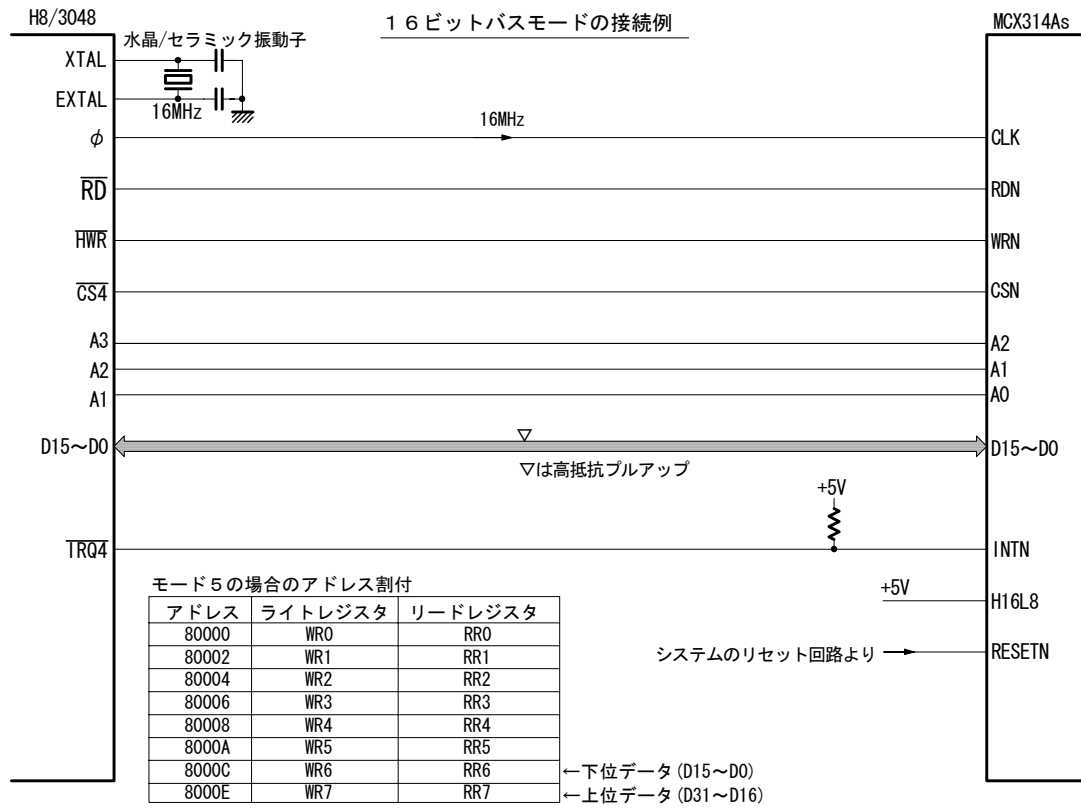 H8/3048
16ビットバスモードの接続例
MCX314As
水晶/セラミック振動子
XTAL
EXTAL
16MHz
φ
16MHz
CLK
RD
RDN
HWR
WRN
CS4
CSN
A3
A2
A2
A1
A1
A0
D15～D0
▽
D15～D0
▽は高抵抗プルアップ
+5V
IRQ4
INTN
+5V
H16L8
システムのリセット回路より
RESETN
モード5の場合のアドレス割付
アドレス ライトレジスタ リードレジスタ
80000 WR0 RR0
80002 WR1 RR1
80004 WR2 RR2
80006 WR3 RR3
80008 WR4 RR4
8000A WR5 RR5
8000C WR6 RR6 ←下位データ(D15～D0)
8000E WR7 RR7 ←上位データ(D31～D16)